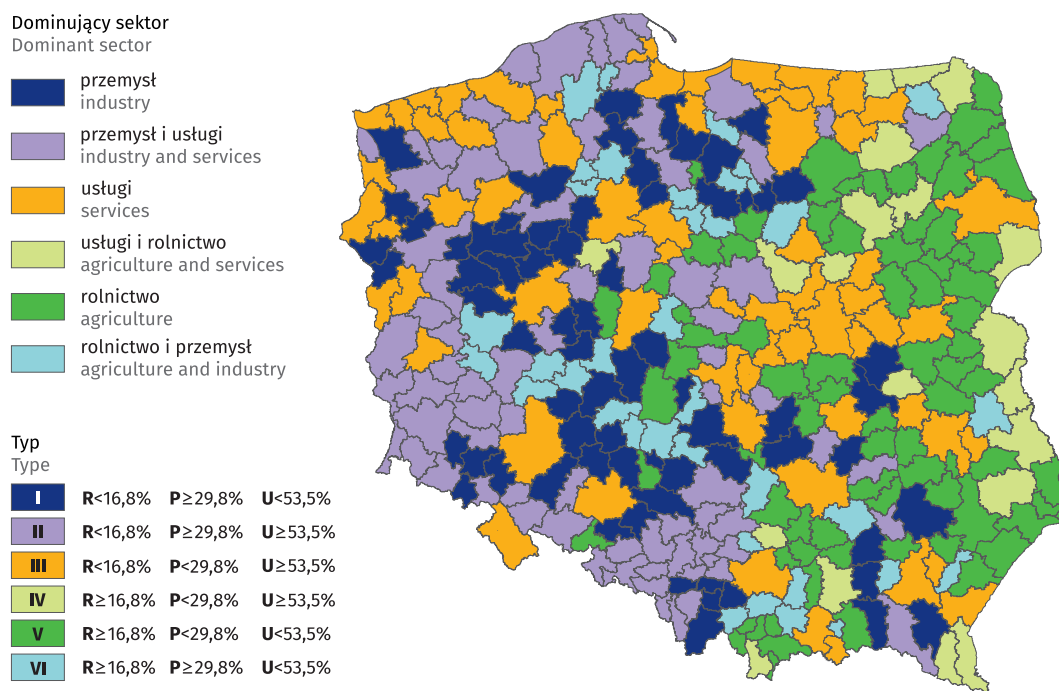 Dominujący sektor
Dominant sector
przemysł
industry
przemysł i usługi
industry and services
usługi
services
usługi i rolnictwo
agriculture and services
rolnictwo
agriculture
rolnictwo i przemysł
agriculture and industry
Typ
Type
I R<16,8% P≥29,8% U<53,5%
II R<16,8% P≥29,8% U≥53,5%
III R<16,8% P<29,8% U≥53,5%
IV R≥16,8% P<29,8% U≥53,5%
V R≥16,8% P<29,8% U<53,5%
VI R≥16,8% P≥29,8% U<53,5%